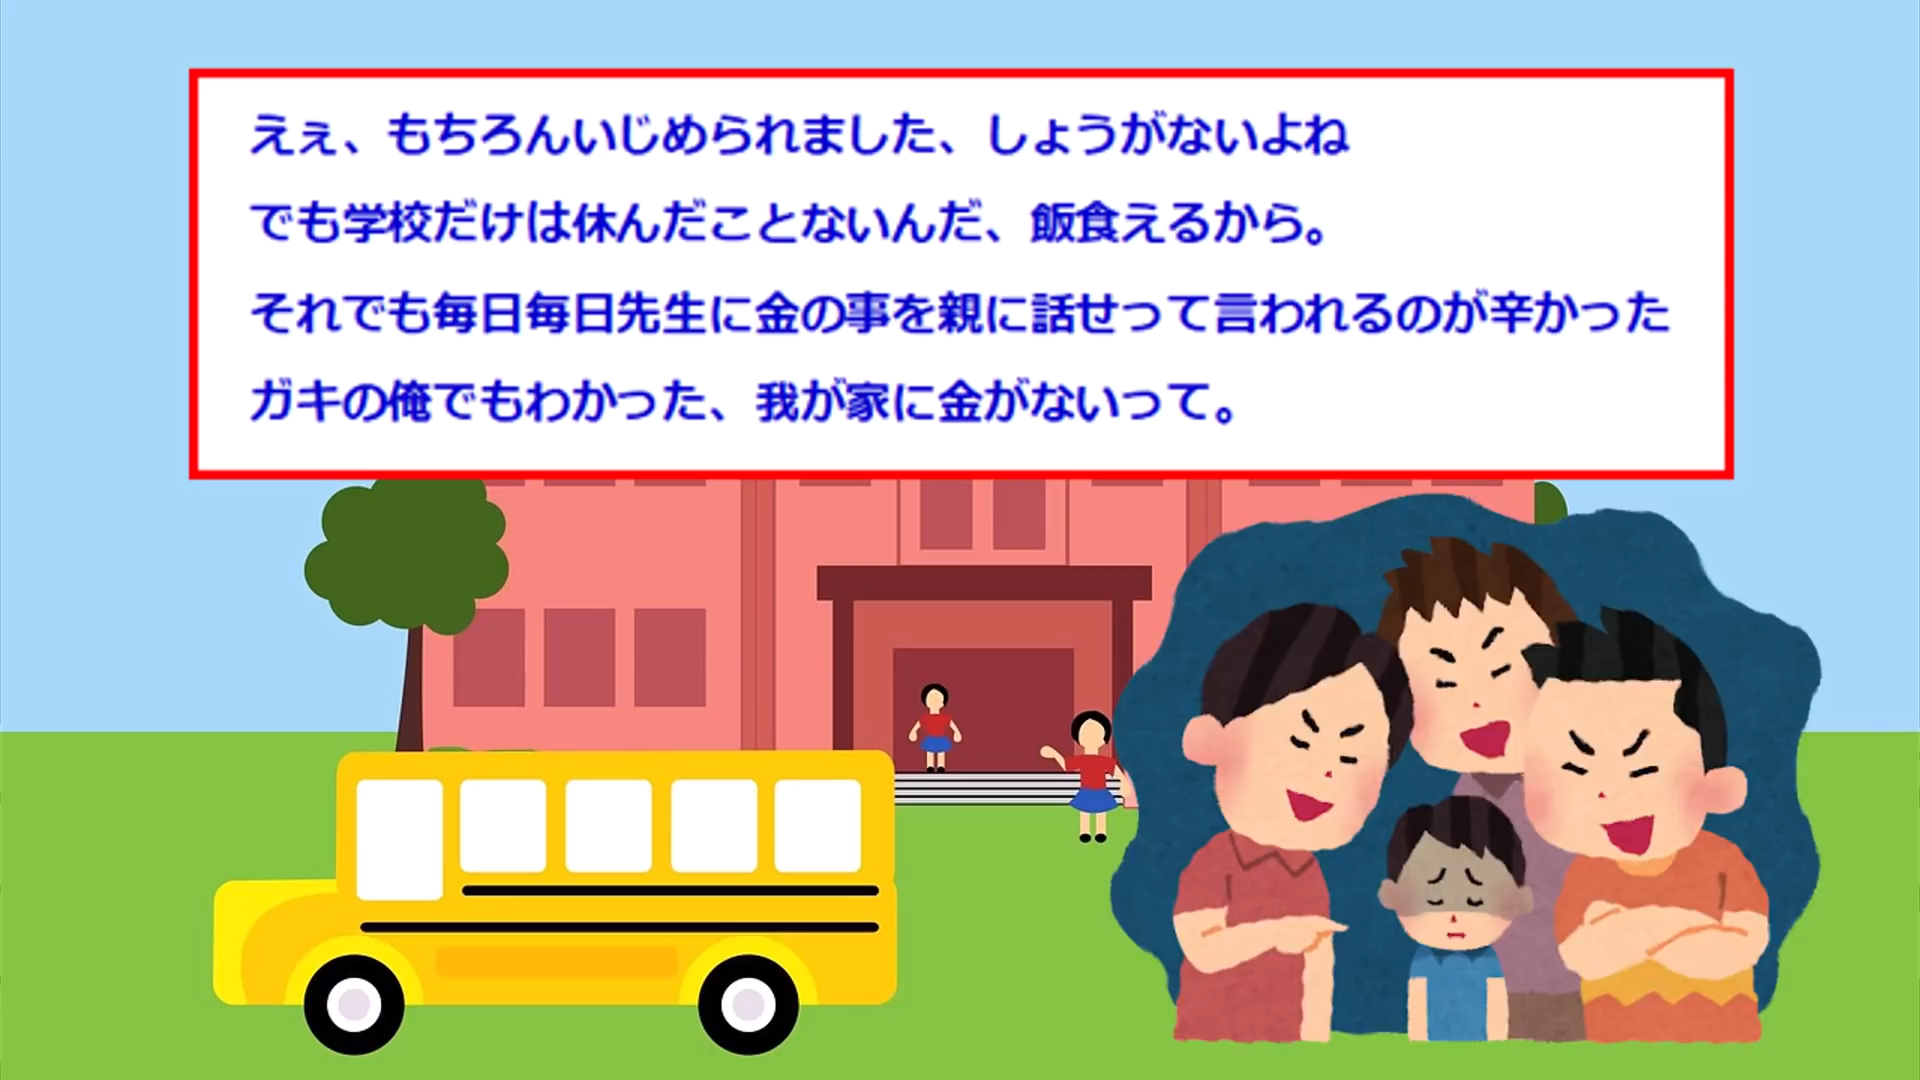 えぇ、もちろんいじめられました、しょうがないよね
でも学校だけは休んだことないんだ、飯食えるから。
それでも毎日毎日先生に金の事を親に話せって言われるのが辛かった
ガキの俺でもわかった、我が家に金がないって。